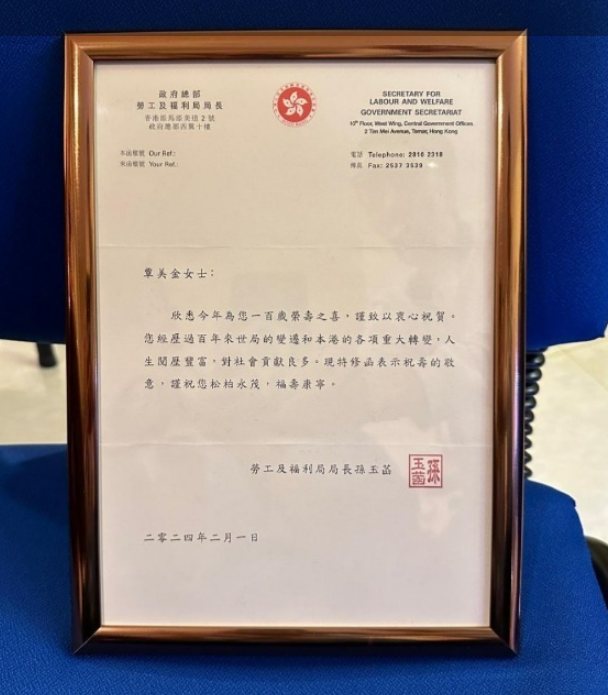 政府總部
勞工及福利局局長
香港添馬添美道2號
政府總部西翼十樓
SECRETARY FOR
LABOUR AND WELFARE
GOVERNMENT SECRETARIAT
10th Floor, West Wing, Central Government Offices
2 Tim Mei Avenue, Tamar, Hong Kong
本函檔號 Our Ref.:
來函檔號 Your Ref.:
電話 Telephone: 2810 2318
傳真 Fax: 2537 3539
覃美金女士：
欣悉今年為您一百歲榮壽之喜，謹致以衷心祝賀。
您經歷過百年來世局的變遷和本港的各項重大轉變，人
生閱歷豐富，對社會貢獻良多。現特修函表示祝壽的敬
意，謹祝您松柏永茂，福壽康寧。
勞工及福利局局長孫玉菡
孫玉菡
二零二四年二月一日